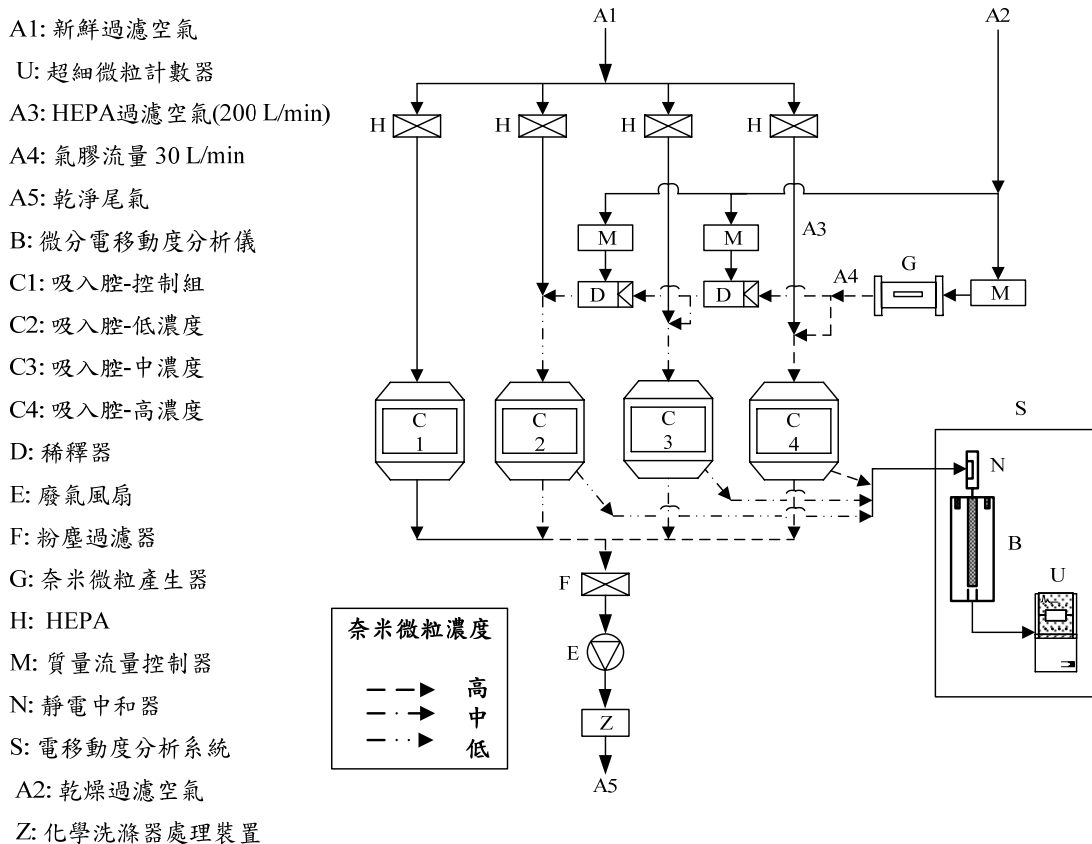 A1: 新鮮過濾空氣
U: 超細微粒計數器
A3: HEPA過濾空氣(200 L/min)
A4: 氣膠流量 30 L/min
A5: 乾淨尾氣
B: 微分電移動度分析儀
C1: 吸入腔-控制組
C2: 吸入腔-低濃度
C3: 吸入腔-中濃度
C4: 吸入腔-高濃度
D: 稀釋器
E: 廢氣風扇
F: 粉塵過濾器
G: 奈米微粒產生器
H: HEPA
M: 質量流量控制器
N: 靜電中和器
S: 電移動度分析系統
A2: 乾燥過濾空氣
Z: 化學洗滌器處理裝置
A1
A2
H
H
H
H
M
M
A3
G
A4
D
D
M
C
1
C
2
C
3
C
4
S
N
B
U
F
E
Z
A5
奈米微粒濃度
高
中
低